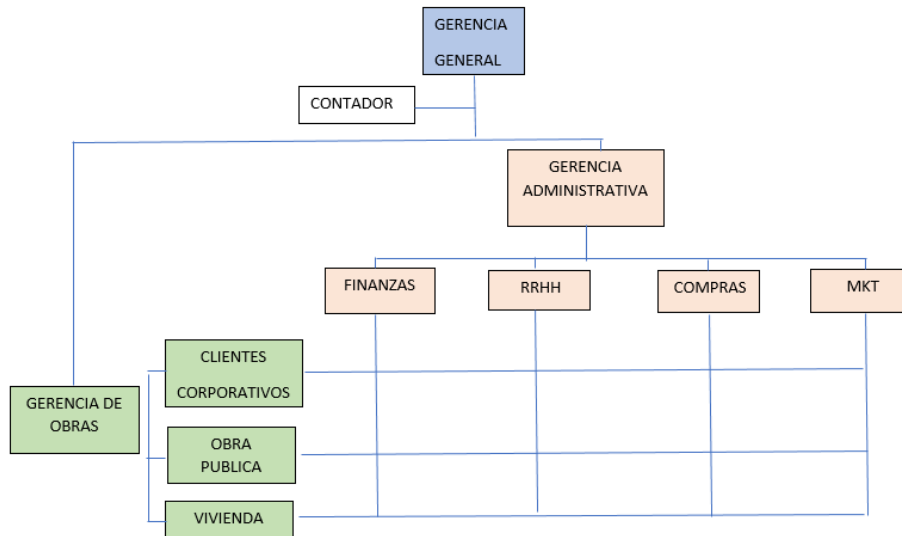 GERENCIA
GENERAL
CONTADOR
GERENCIA
ADMINISTRATIVA
FINANZAS
RRHH
COMPRAS
MKT
CLIENTES
CORPORATIVOS
GERENCIA DE
OBRAS
OBRA
PUBLICA
VIVIENDA